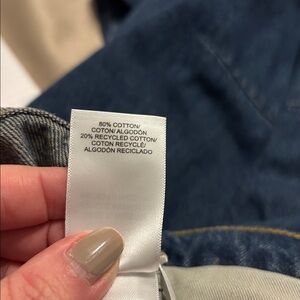 80% COTTON/
COTON/ALGODÓN
20% RECYCLED COTTON/
COTON RECYCLÉ/
ALGODÓN RECICLADO